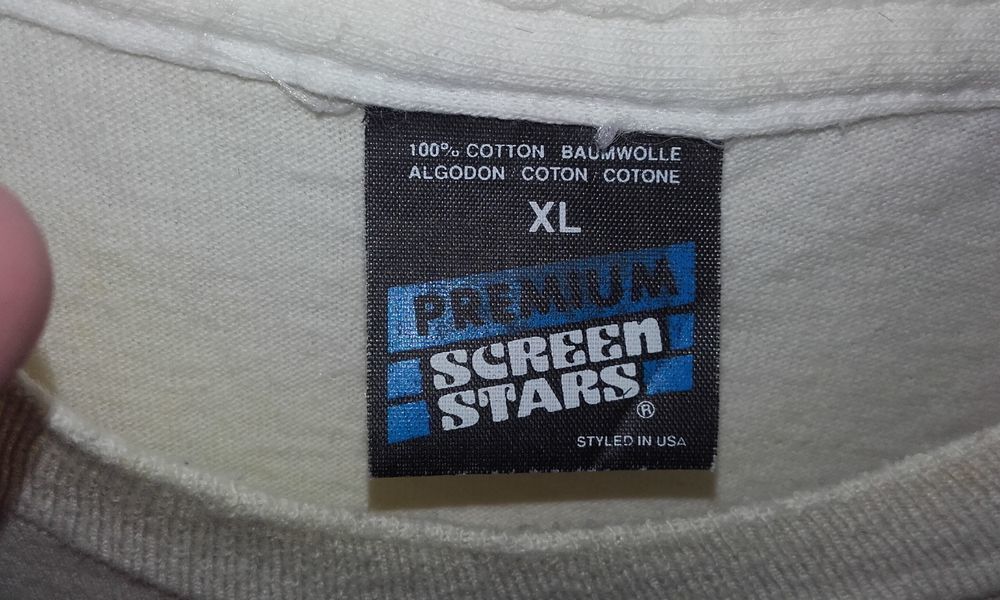 100% COTTON BAUMWOLLE
ALGODON COTON COTONE
XL
PREMIUM
SCREEN
STARS®
STYLED IN USA